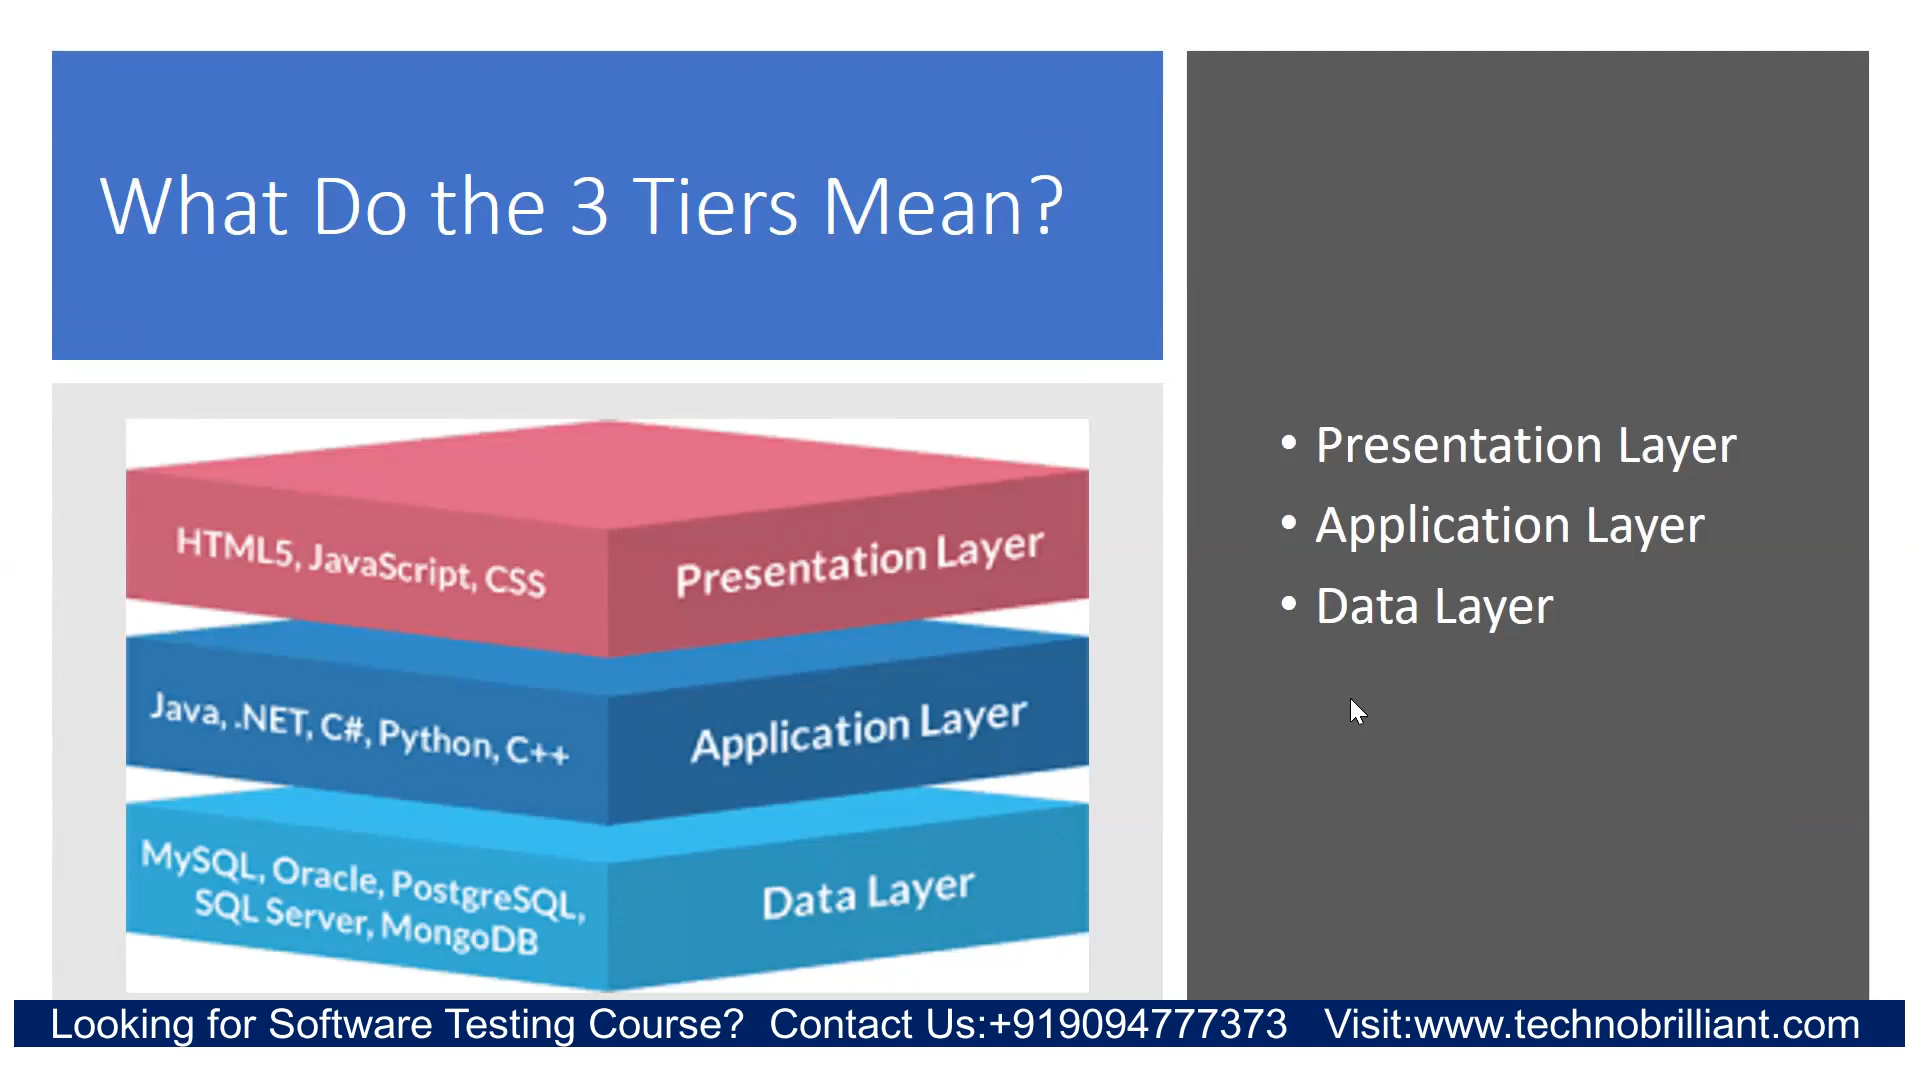 What Do the 3 Tiers Mean?
HTML5, JavaScript, CSS
Presentation Layer
Java, .NET, C#, Python, C++
Application Layer
MySQL, Oracle, PostgreSQL,
SQL Server, MongoDB
Data Layer
• Presentation Layer
• Application Layer
• Data Layer
Looking for Software Testing Course? Contact Us:+919094777373 Visit:www.technobrilliant.com